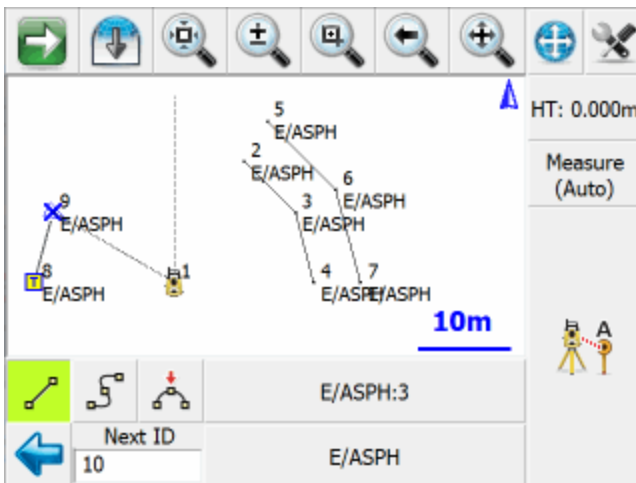 HT: 0.000m
Measure
(Auto)
A
5
E/ASPH
2
E/ASPH
6
E/ASPH
9
E/ASPH
3
E/ASPH
8
T
E/ASPH
1
4
E/ASPH
7
E/ASPH
10m
E/ASPH:3
Next ID
10
E/ASPH